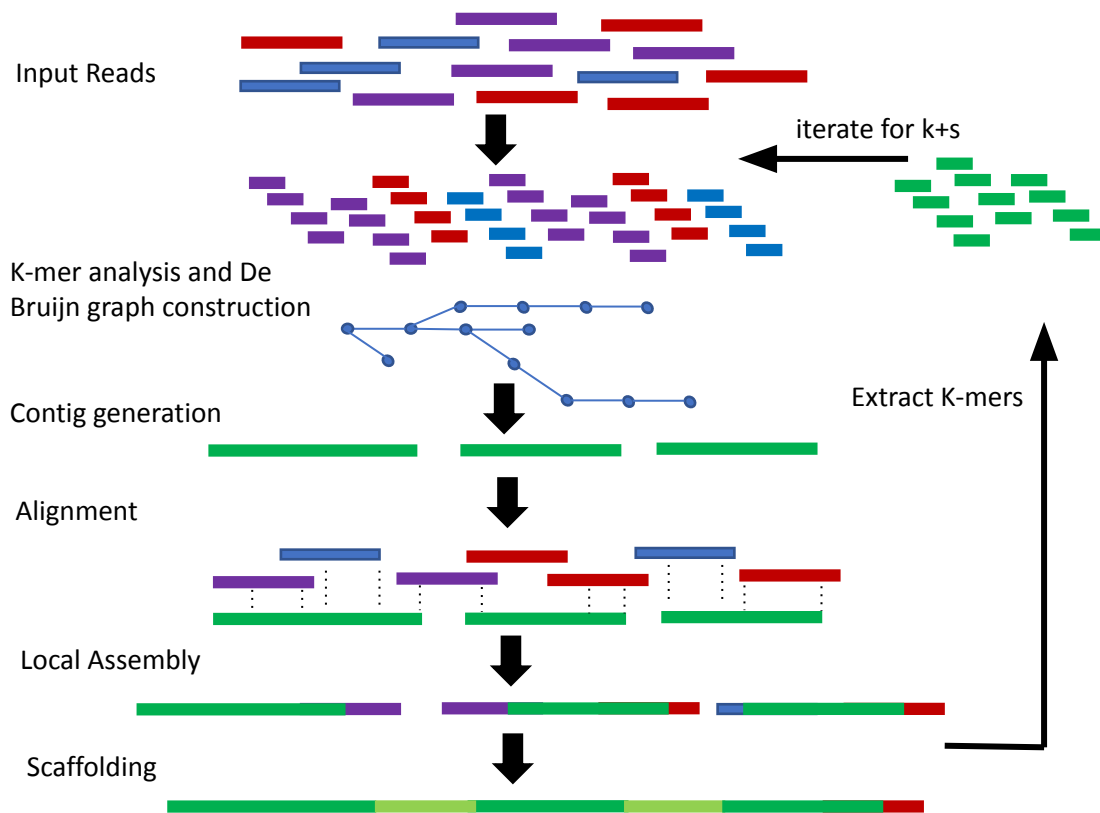 Input Reads
iterate for k+s
K-mer analysis and De
Bruijn graph construction
Extract K-mers
Contig generation
Alignment
Local Assembly
Scaffolding